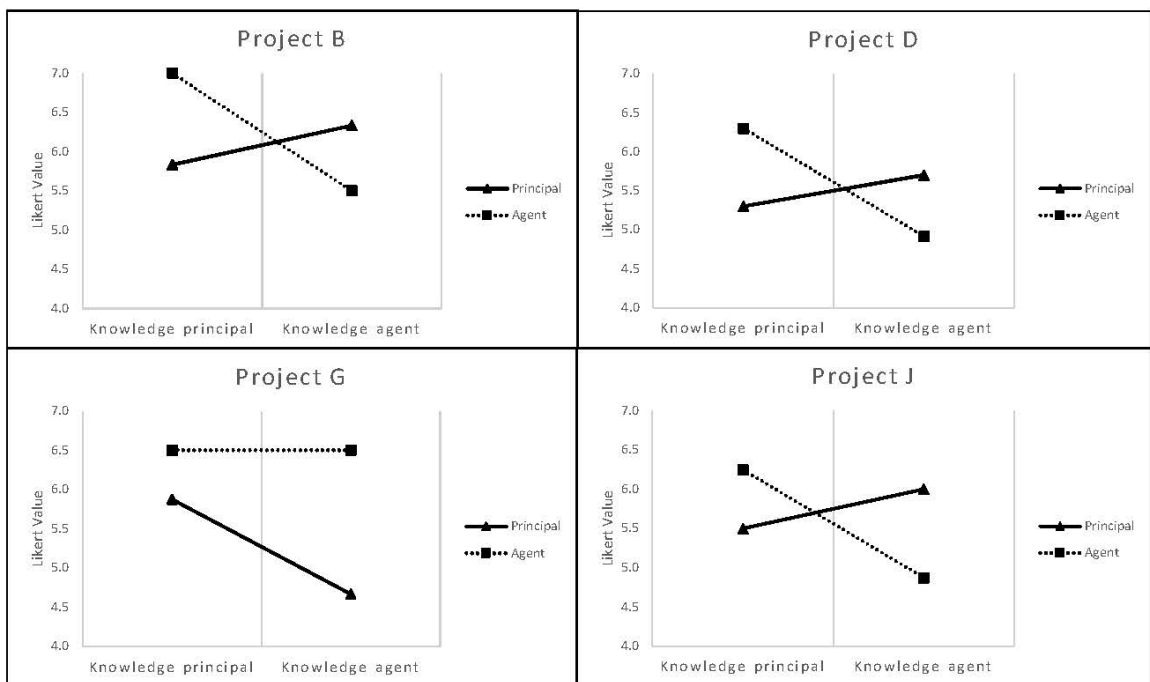 Project B
7.0
6.5
6.0
5.5
5.0
4.5
4.0
Likert Value
Knowledge principal
Knowledge agent
Principal
Agent
Project D
7.0
6.5
6.0
5.5
5.0
4.5
4.0
Likert Value
Knowledge principal
Knowledge agent
Principal
Agent
Project G
7.0
6.5
6.0
5.5
5.0
4.5
4.0
Likert Value
Knowledge principal
Knowledge agent
Principal
Agent
Project J
7.0
6.5
6.0
5.5
5.0
4.5
4.0
Likert Value
Knowledge principal
Knowledge agent
Principal
Agent